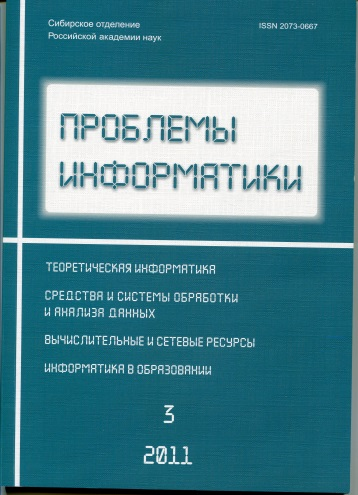 Сибирское отделение
Российской академии наук
ISSN 2073-0667
ПРОБЛЕМЫ
ИНФОРМАТИКИ
ТЕОРЕТИЧЕСКАЯ ИНФОРМАТИКА
СРЕДСТВА И СИСТЕМЫ ОБРАБОТКИ
И АНАЛИЗА ДАННЫХ
ВЫЧИСЛИТЕЛЬНЫЕ И СЕТЕВЫЕ РЕСУРСЫ
ИНФОРМАТИКА В ОБРАЗОВАНИИ
3
2011